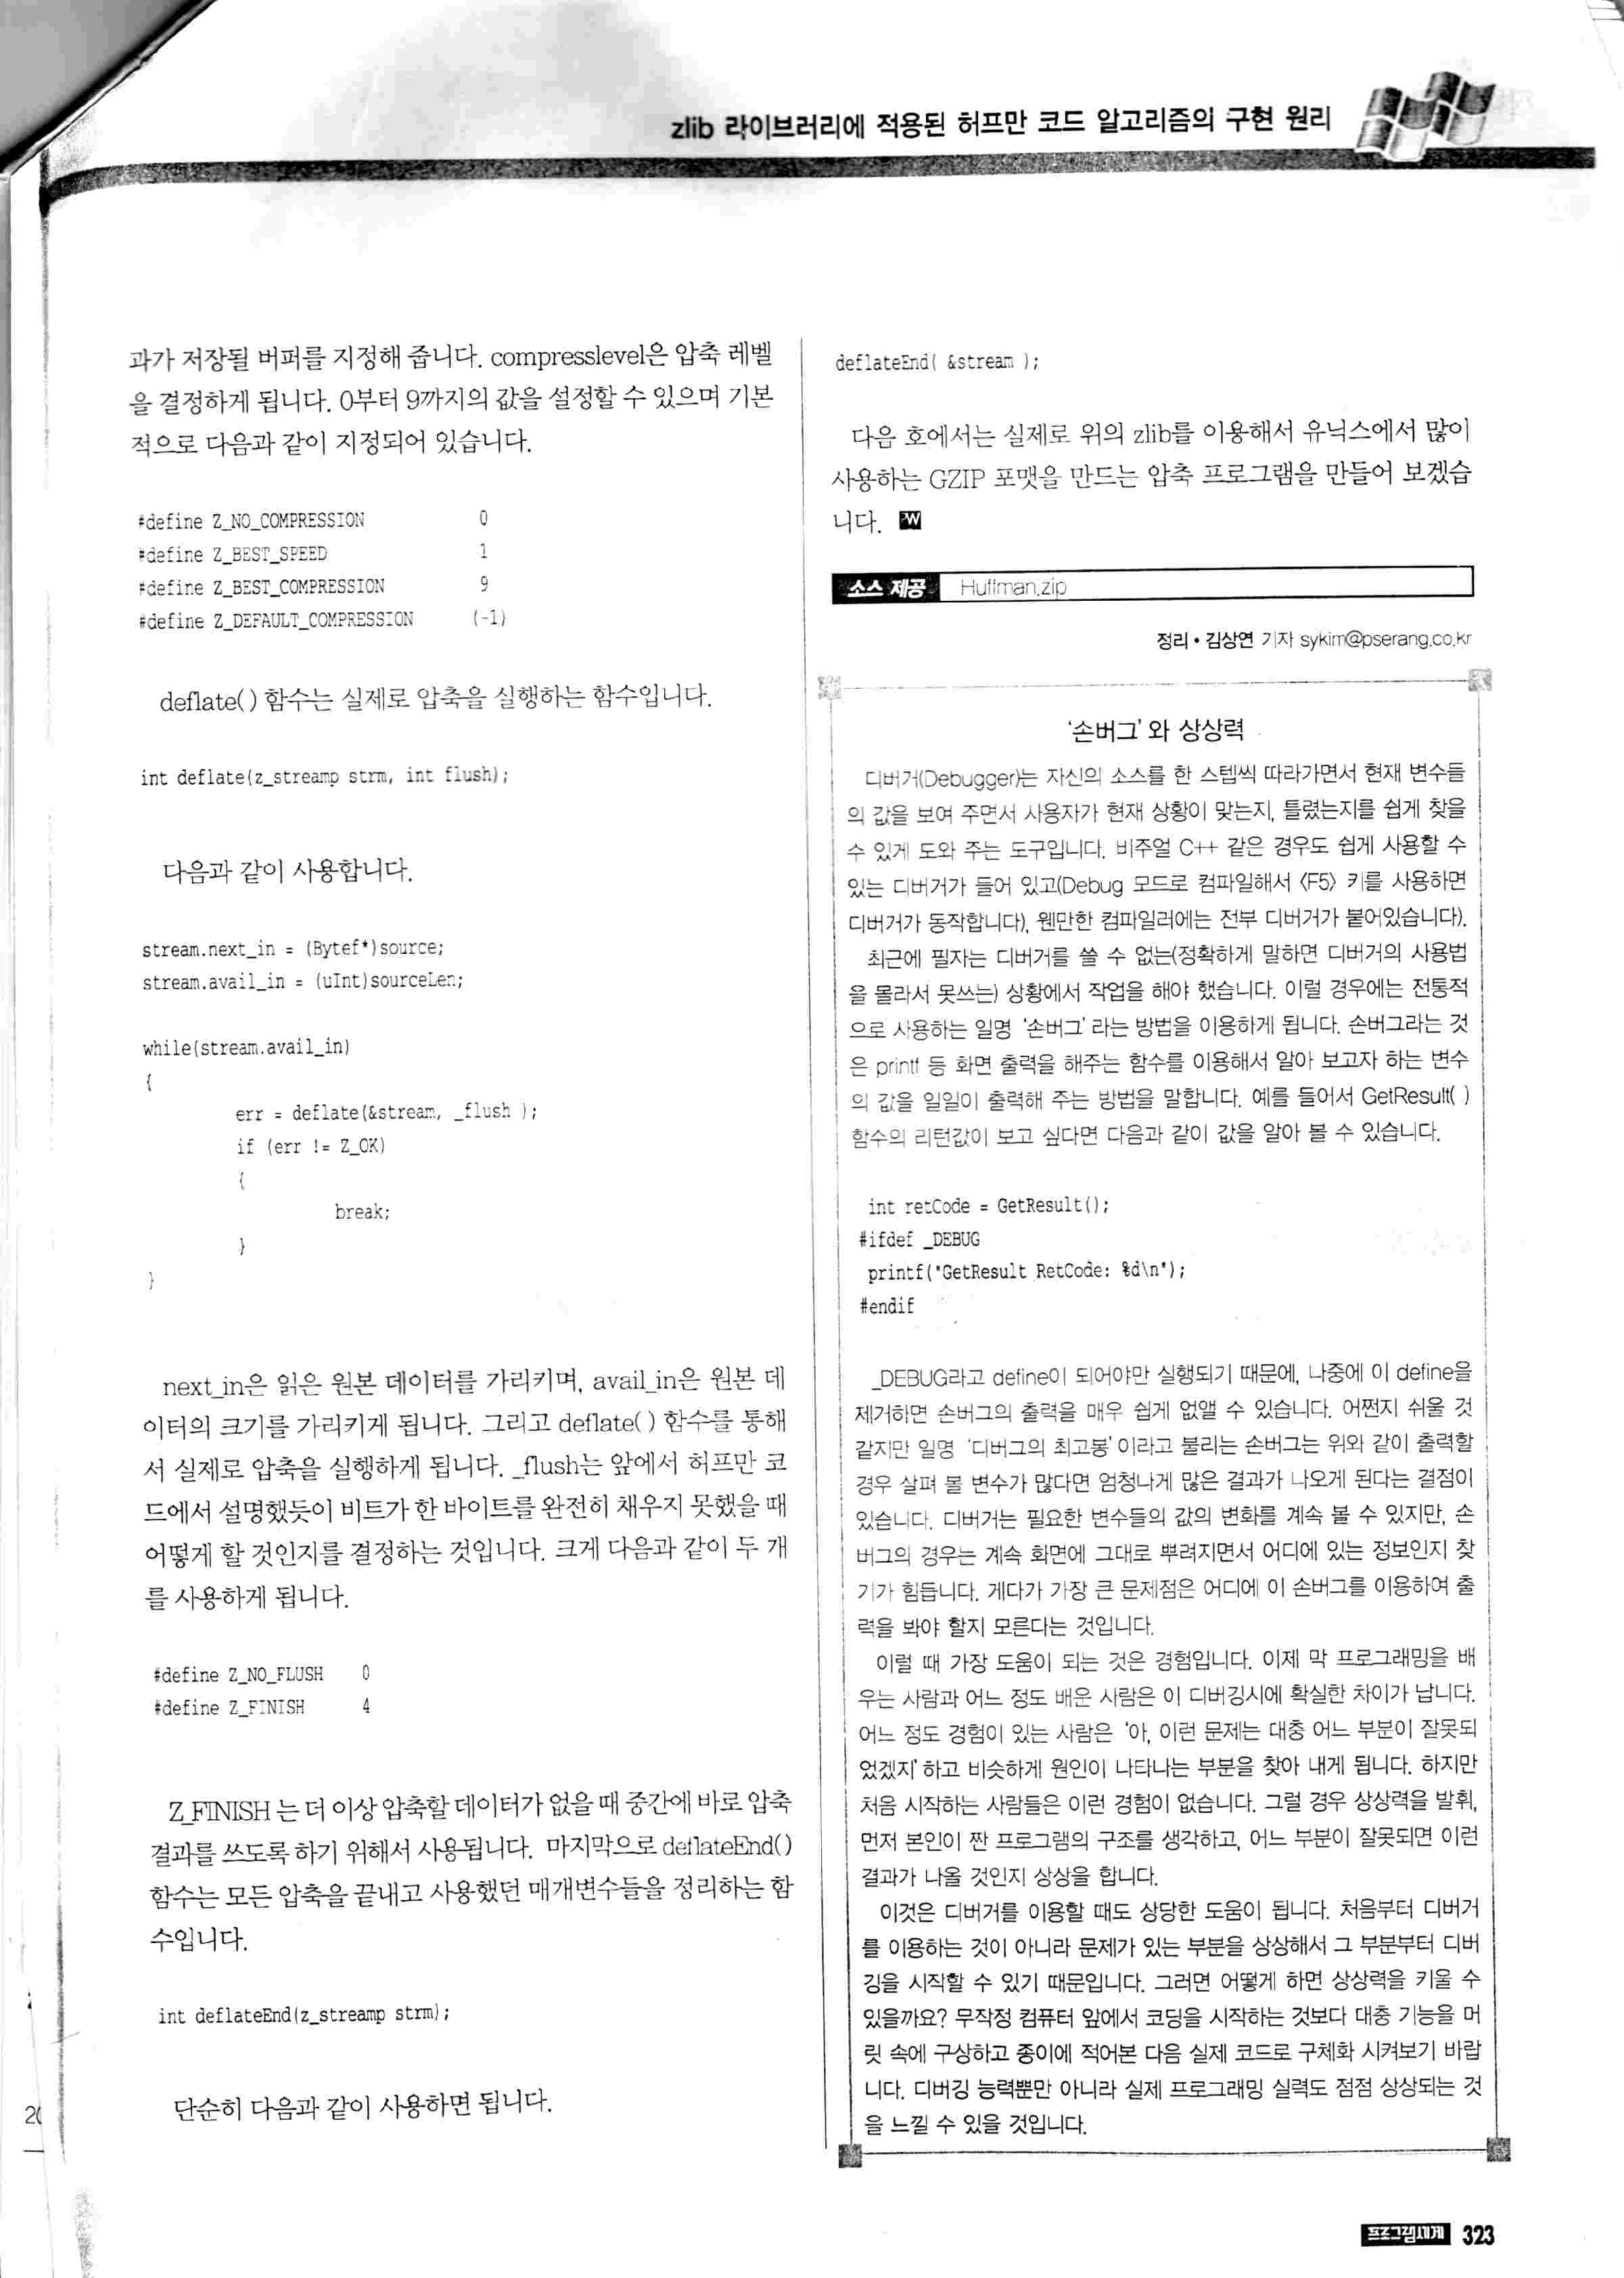 zlib 라이브러리에 적용된 허프만 코드 알고리즘의 구현 원리
과가 저장될 버퍼를 지정해 줍니다. compresslevel은 압축 레벨
을 결정하게 됩니다. 0부터 9까지의 값을 설정할 수 있으며 기본
적으로 다음과 같이 지정되어 있습니다.
#define Z_NO_COMPRESSION 0
#define Z_BEST_SPEED 1
#define Z_BEST_COMPRESSION 9
#define Z_DEFAULT_COMPRESSION (-1)
deflate( ) 함수는 실제로 압축을 실행하는 함수입니다.
int deflate(z_streamp strm, int flush);
다음과 같이 사용합니다.
stream.next_in = (Bytef*)source;
stream.avail_in = (uInt)sourceLen;
while(stream.avail_in)
{
err = deflate(&stream, _flush );
if (err != Z_OK)
{
break;
}
}
next_in은 읽은 원본 데이터를 가리키며, avail_in은 원본 데
이터의 크기를 가리키게 됩니다. 그리고 deflate( ) 함수를 통해
서 실제로 압축을 실행하게 됩니다. _flush는 앞에서 허프만 코
드에서 설명했듯이 비트가 한 바이트를 완전히 채우지 못했을 때
어떻게 할 것인지를 결정하는 것입니다. 크게 다음과 같이 두 개
를 사용하게 됩니다.
#define Z_NO_FLUSH 0
#define Z_FINISH 4
Z_FINISH 는 더 이상 압축할 데이터가 없을 때 중간에 바로 압축
결과를 쓰도록 하기 위해서 사용됩니다. 마지막으로 deflateEnd()
함수는 모든 압축을 끝내고 사용했던 매개변수들을 정리하는 함
수입니다.
int deflateEnd(z_streamp strm);
단순히 다음과 같이 사용하면 됩니다.
deflateEnd( &stream );
다음 호에서는 실제로 위의 zlib를 이용해서 유닉스에서 많이
사용하는 GZIP 포맷을 만드는 압축 프로그램을 만들어 보겠습
니다. PW
소스 제공 Huffman.zip
정리 • 김상연 기자 sykim@pserang.co.kr
‘손버그’ 와 상상력
디버거(Debugger)는 자신의 소스를 한 스텝씩 따라가면서 현재 변수들
의 값을 보여 주면서 사용자가 현재 상황이 맞는지, 틀렸는지를 쉽게 찾을
수 있게 도와 주는 도구입니다. 비주얼 C++ 같은 경우도 쉽게 사용할 수
있는 디버거가 들어 있고(Debug 모드로 컴파일해서 〈F5〉 키를 사용하면
디버거가 동작합니다), 웬만한 컴파일러에는 전부 디버거가 붙어있습니다).
최근에 필자는 디버거를 쓸 수 없는(정확하게 말하면 디버거의 사용법
을 몰라서 못쓰는) 상황에서 작업을 해야 했습니다. 이럴 경우에는 전통적
으로 사용하는 일명 ‘손버그’ 라는 방법을 이용하게 됩니다. 손버그라는 것
은 printf 등 화면 출력을 해주는 함수를 이용해서 알아 보고자 하는 변수
의 값을 일일이 출력해 주는 방법을 말합니다. 예를 들어서 GetResult( )
함수의 리턴값이 보고 싶다면 다음과 같이 값을 알아 볼 수 있습니다.
int retCode = GetResult();
#ifdef _DEBUG
printf("GetResult RetCode: %d\n");
#endif
_DEBUG라고 define이 되어야만 실행되기 때문에, 나중에 이 define을
제거하면 손버그의 출력을 매우 쉽게 없앨 수 있습니다. 어쩐지 쉬울 것
같지만 일명 ‘디버그의 최고봉’ 이라고 불리는 손버그는 위와 같이 출력할
경우 살펴 볼 변수가 많다면 엄청나게 많은 결과가 나오게 된다는 결점이
있습니다. 디버거는 필요한 변수들의 값의 변화를 계속 볼 수 있지만, 손
버그의 경우는 계속 화면에 그대로 뿌려지면서 어디에 있는 정보인지 찾
기가 힘듭니다. 게다가 가장 큰 문제점은 어디에 이 손버그를 이용하여 출
력을 봐야 할지 모른다는 것입니다.
이럴 때 가장 도움이 되는 것은 경험입니다. 이제 막 프로그래밍을 배
우는 사람과 어느 정도 배운 사람은 이 디버깅시에 확실한 차이가 납니다.
어느 정도 경험이 있는 사람은 ‘아, 이런 문제는 대충 어느 부분이 잘못되
었겠지’ 하고 비슷하게 원인이 나타나는 부분을 찾아 내게 됩니다. 하지만
처음 시작하는 사람들은 이런 경험이 없습니다. 그럴 경우 상상력을 발휘,
먼저 본인이 짠 프로그램의 구조를 생각하고, 어느 부분이 잘못되면 이런
결과가 나올 것인지 상상을 합니다.
이것은 디버거를 이용할 때도 상당한 도움이 됩니다. 처음부터 디버거
를 이용하는 것이 아니라 문제가 있는 부분을 상상해서 그 부분부터 디버
깅을 시작할 수 있기 때문입니다. 그러면 어떻게 하면 상상력을 키울 수
있을까요? 무작정 컴퓨터 앞에서 코딩을 시작하는 것보다 대충 기능을 머
릿 속에 구상하고 종이에 적어본 다음 실제 코드로 구체화 시켜보기 바랍
니다. 디버깅 능력뿐만 아니라 실제 프로그래밍 실력도 점점 상상되는 것
을 느낄 수 있을 것입니다.
프로그램세계 323